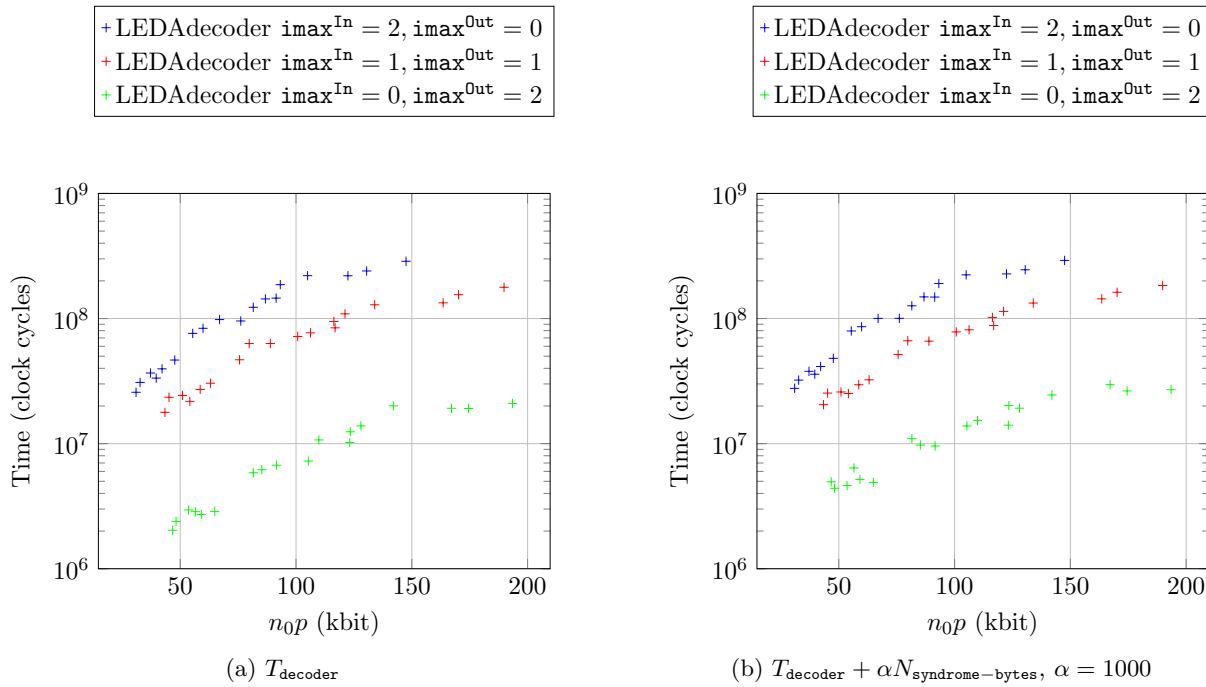 LEDAdecoder imax^In = 2, imax^Out = 0
LEDAdecoder imax^In = 1, imax^Out = 1
LEDAdecoder imax^In = 0, imax^Out = 2
10^9
10^8
10^7
10^6
Time (clock cycles)
50 100 150 200
n_0p (kbit)
(a) T_decoder
LEDAdecoder imax^In = 2, imax^Out = 0
LEDAdecoder imax^In = 1, imax^Out = 1
LEDAdecoder imax^In = 0, imax^Out = 2
10^9
10^8
10^7
10^6
Time (clock cycles)
50 100 150 200
n_0p (kbit)
(b) T_decoder + αN_syndrome−bytes, α = 1000